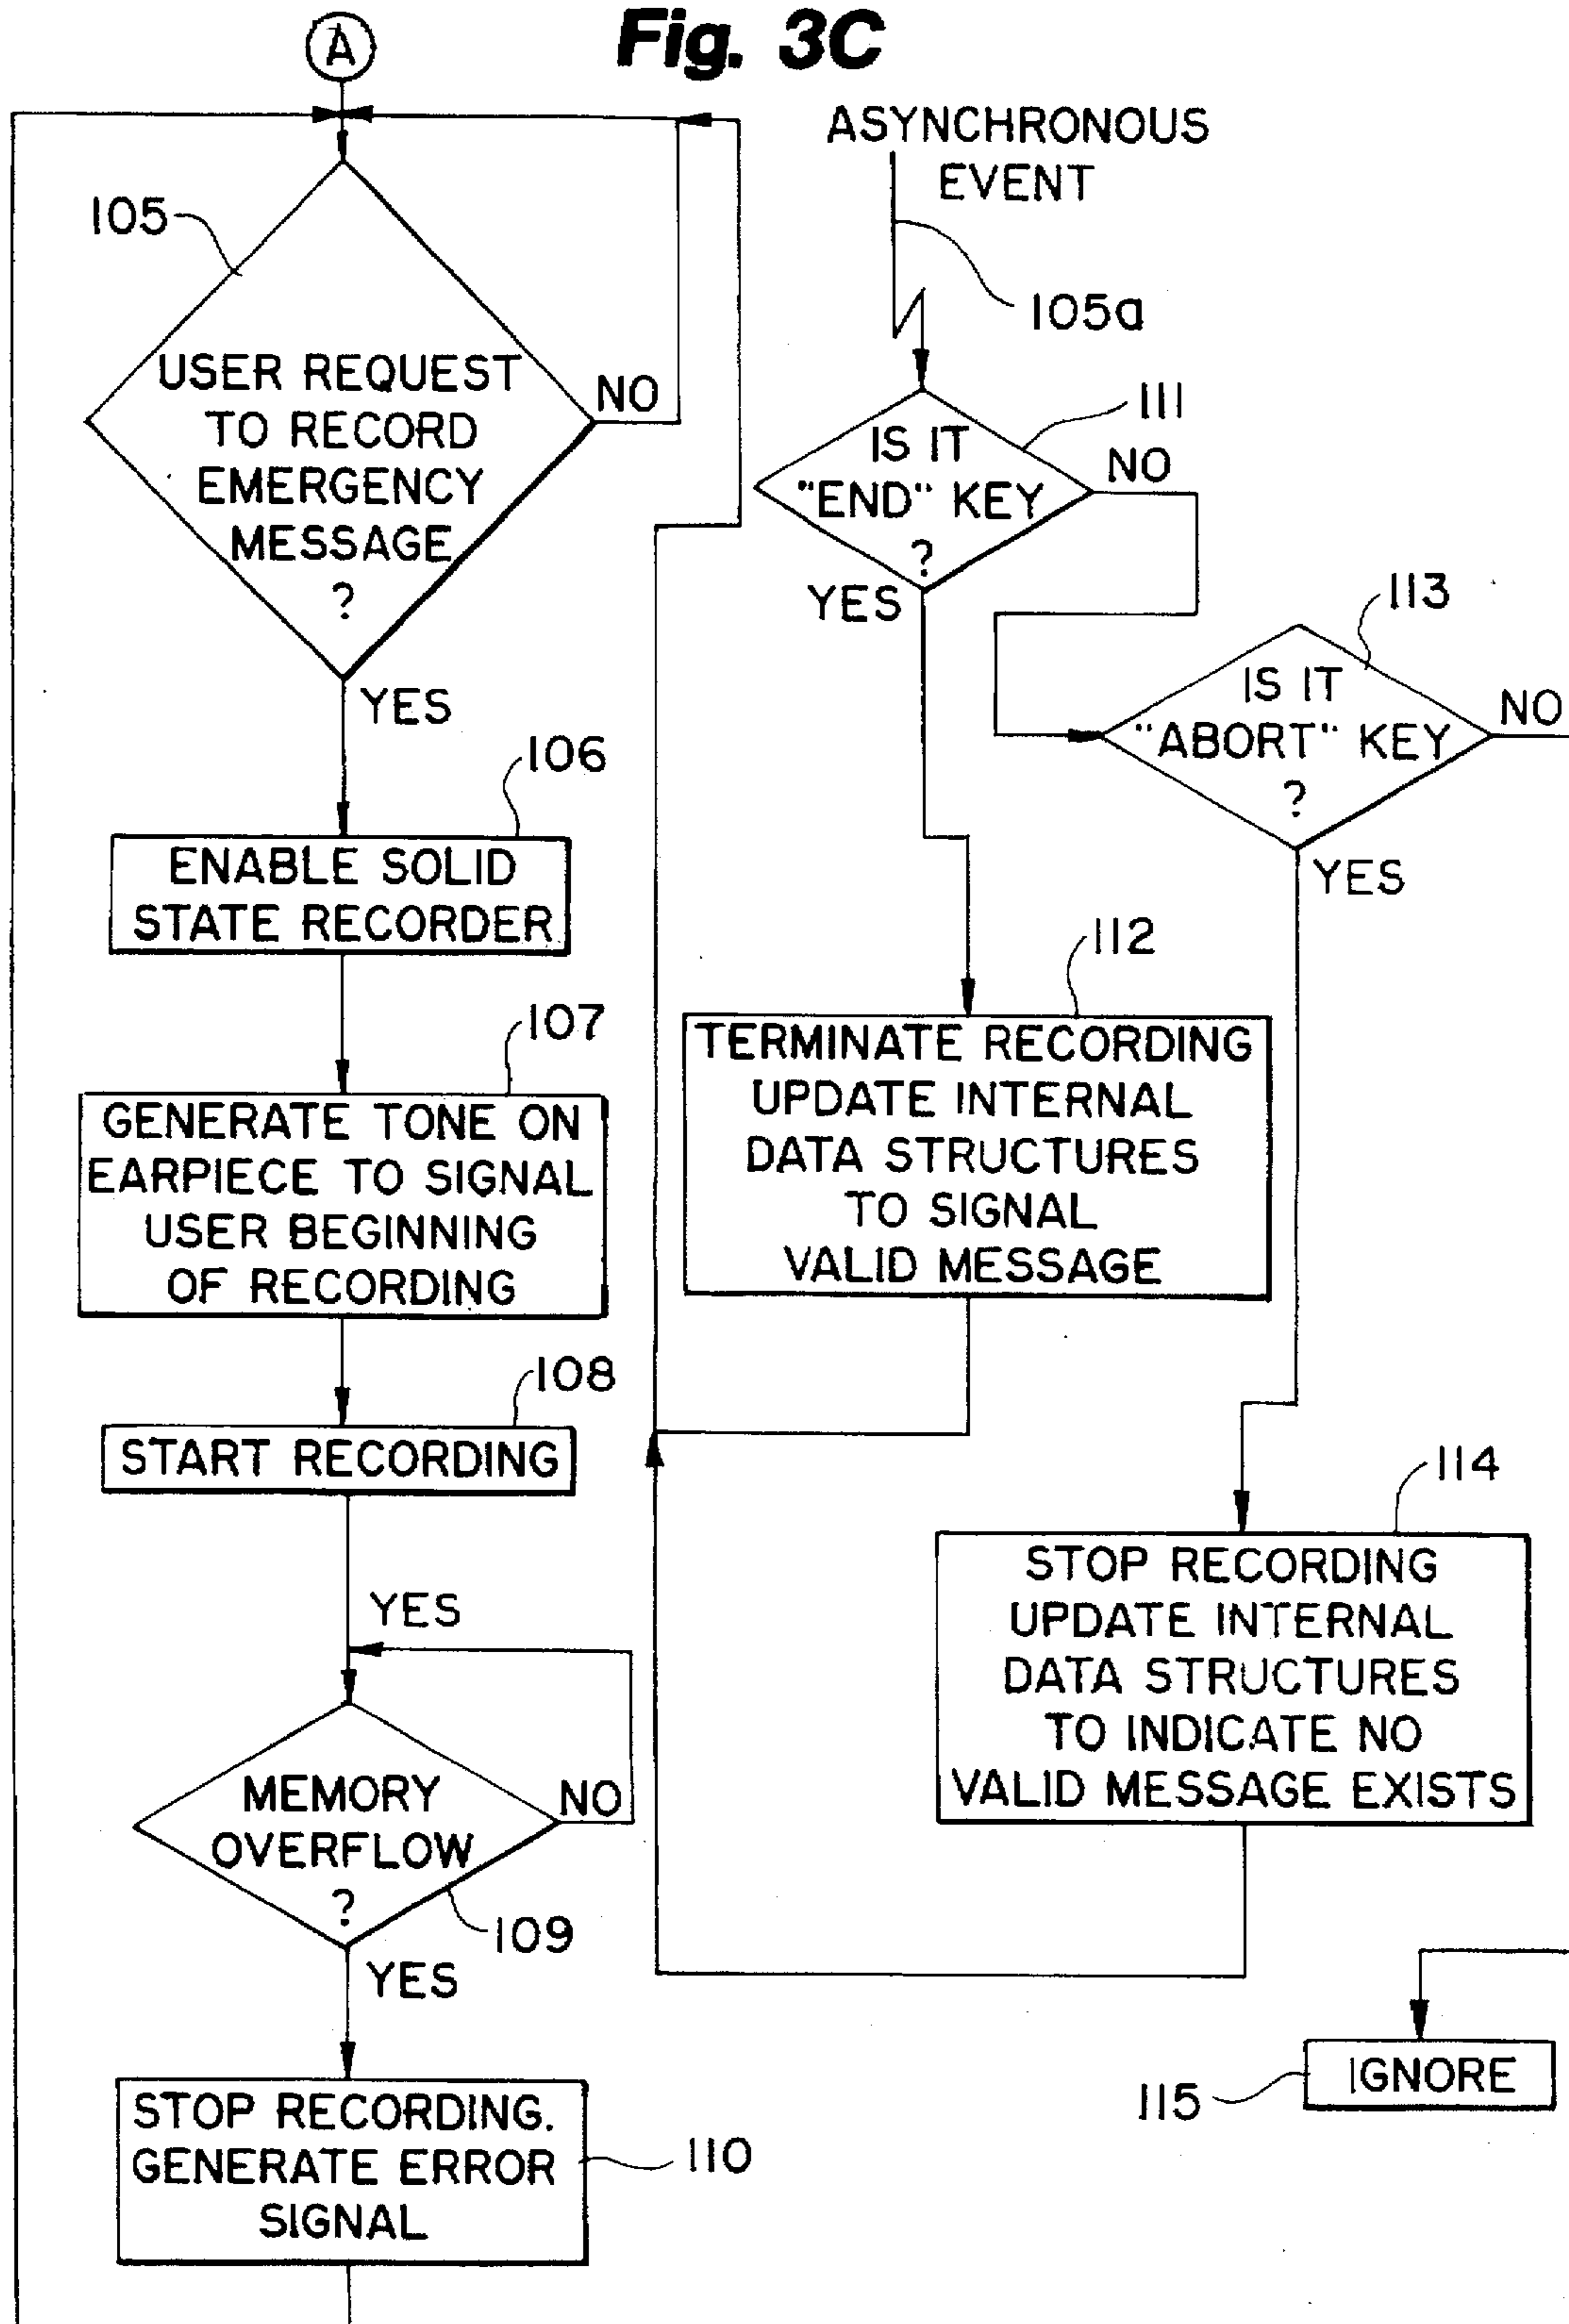 Fig. 3C
A
105
USER REQUEST
TO RECORD
EMERGENCY
MESSAGE
?
NO
YES
106
ENABLE SOLID
STATE RECORDER
107
GENERATE TONE ON
EARPIECE TO SIGNAL
USER BEGINNING
OF RECORDING
108
START RECORDING
YES
MEMORY
OVERFLOW
?
NO
109
YES
STOP RECORDING.
GENERATE ERROR
SIGNAL
110
ASYNCHRONOUS
EVENT
105a
111
IS IT
"END" KEY
?
NO
YES
113
IS IT
"ABORT" KEY
?
NO
YES
112
TERMINATE RECORDING
UPDATE INTERNAL
DATA STRUCTURES
TO SIGNAL
VALID MESSAGE
114
STOP RECORDING
UPDATE INTERNAL
DATA STRUCTURES
TO INDICATE NO
VALID MESSAGE EXISTS
IGNORE
115